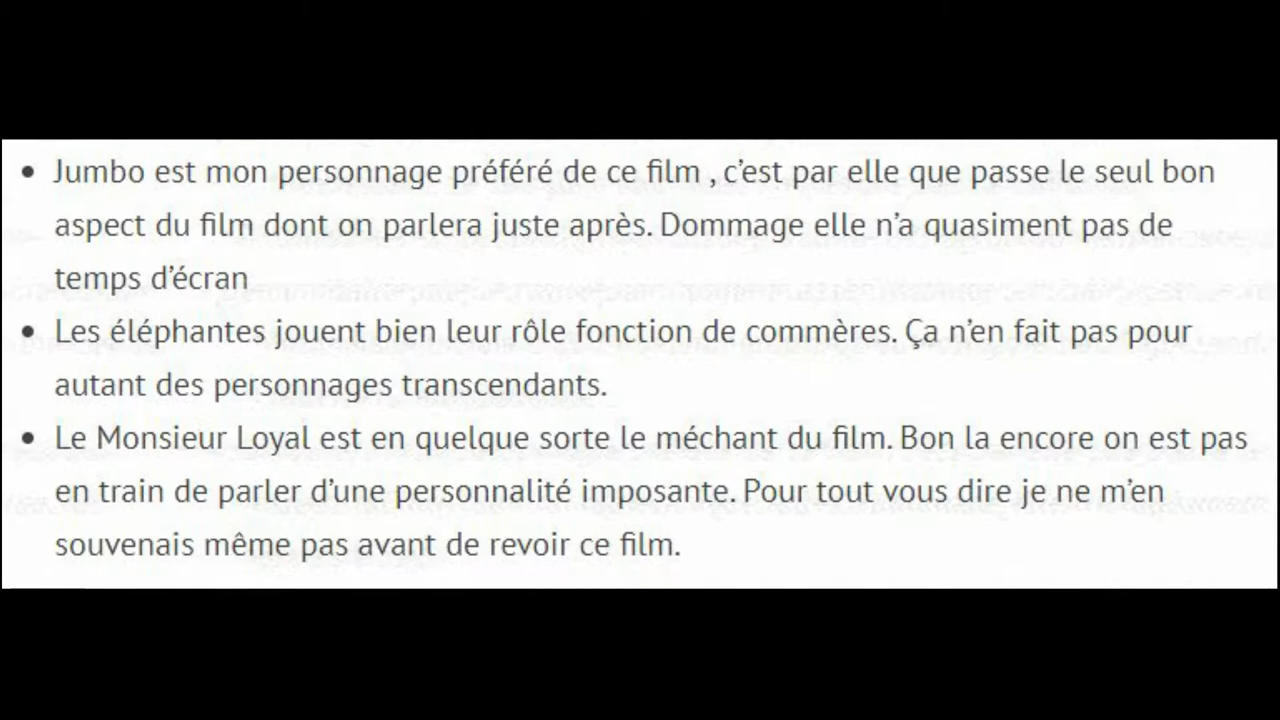 • Jumbo est mon personnage préféré de ce film , c’est par elle que passe le seul bon
aspect du film dont on parlera juste après. Dommage elle n’a quasiment pas de
temps d’écran
• Les éléphantes jouent bien leur rôle fonction de commères. Ça n’en fait pas pour
autant des personnages transcendants.
• Le Monsieur Loyal est en quelque sorte le méchant du film. Bon la encore on est pas
en train de parler d’une personnalité imposante. Pour tout vous dire je ne m’en
souvenais même pas avant de revoir ce film.